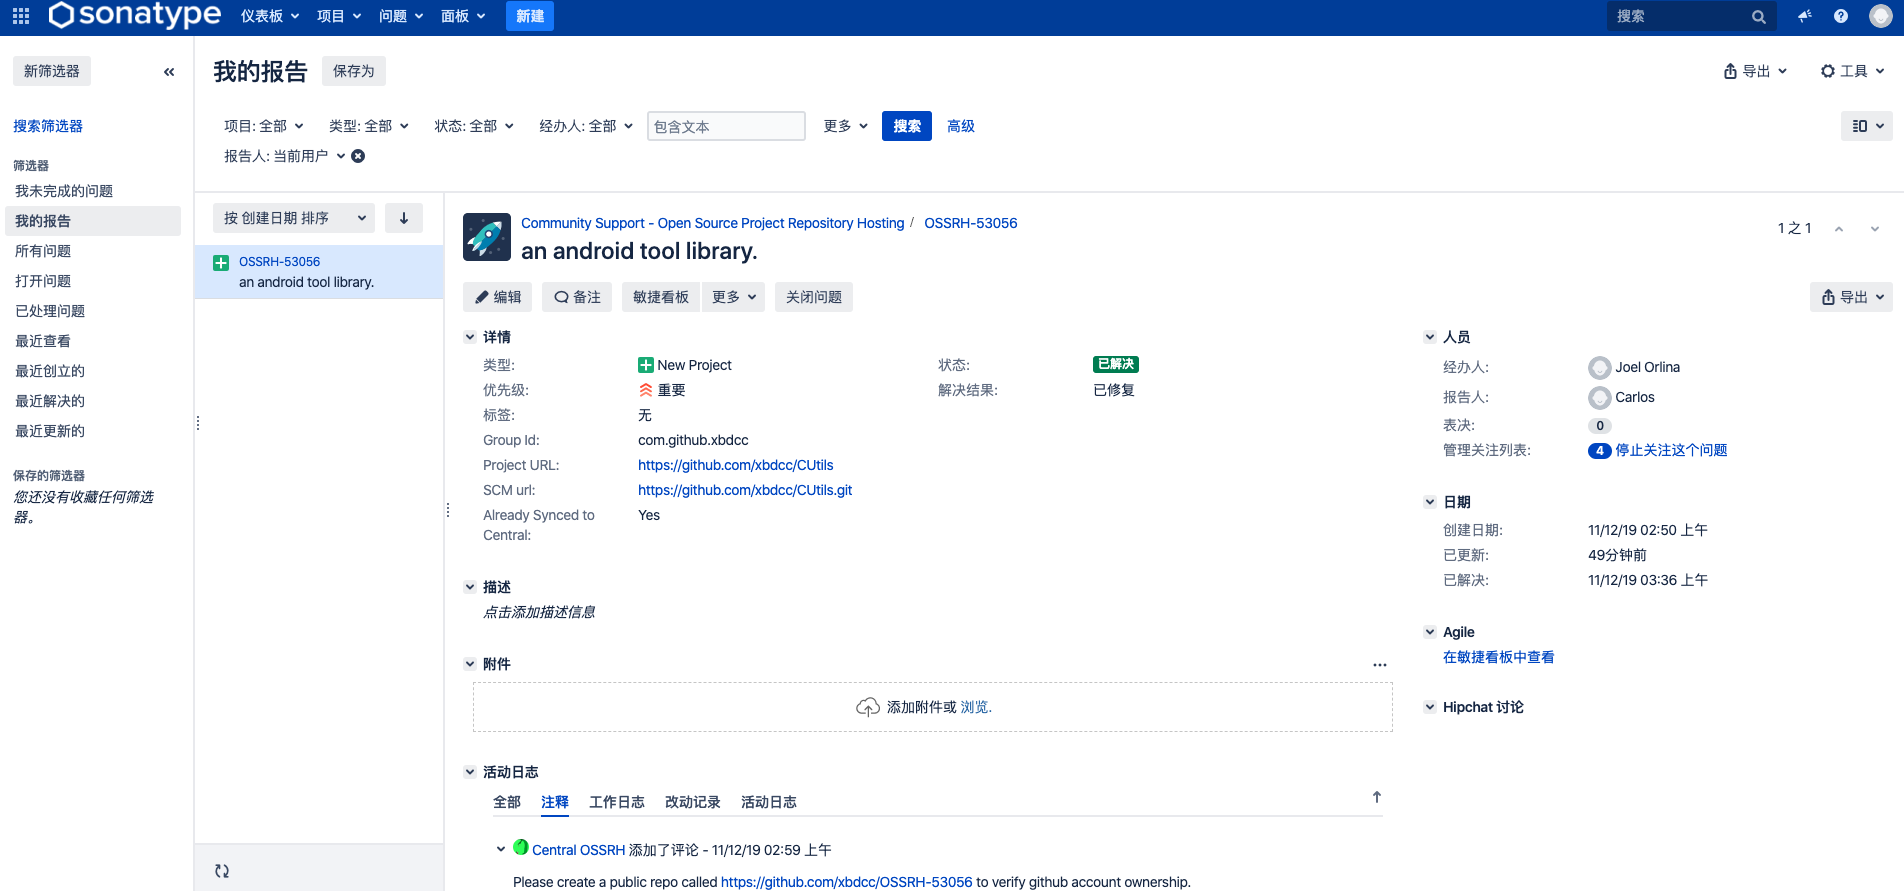 sonatype 仪表板 项目 问题 面板 新建 搜索
新筛选器
搜索筛选器
筛选器
我未完成的问题
我的报告
所有问题
打开问题
已处理问题
最近查看
最近创立的
最近解决的
最近更新的
保存的筛选器
您还没有收藏任何筛选
器。
我的报告 保存为 导出 工具
项目: 全部 类型: 全部 状态: 全部 经办人: 全部 包含文本 更多 搜索 高级
报告人: 当前用户
按 创建日期 排序
OSSRH-53056
an android tool library.
Community Support - Open Source Project Repository Hosting / OSSRH-53056
an android tool library.
1 之 1
编辑 备注 敏捷看板 更多 关闭问题 导出
详情
类型: New Project 状态: 已解决
优先级: 重要 解决结果: 已修复
标签: 无
Group Id: com.github.xbdcc
Project URL: https://github.com/xbdcc/CUtils
SCM url: https://github.com/xbdcc/CUtils.git
Already Synced to Yes
Central:
描述
点击添加描述信息
附件
添加附件或 浏览.
活动日志
全部 注释 工作日志 改动记录 活动日志
Central OSSRH 添加了评论 - 11/12/19 02:59 上午
Please create a public repo called https://github.com/xbdcc/OSSRH-53056 to verify github account ownership.
人员
经办人: Joel Orlina
报告人: Carlos
表决: 0
管理关注列表: 4 停止关注这个问题
日期
创建日期: 11/12/19 02:50 上午
已更新: 49分钟前
已解决: 11/12/19 03:36 上午
Agile
在敏捷看板中查看
Hipchat 讨论